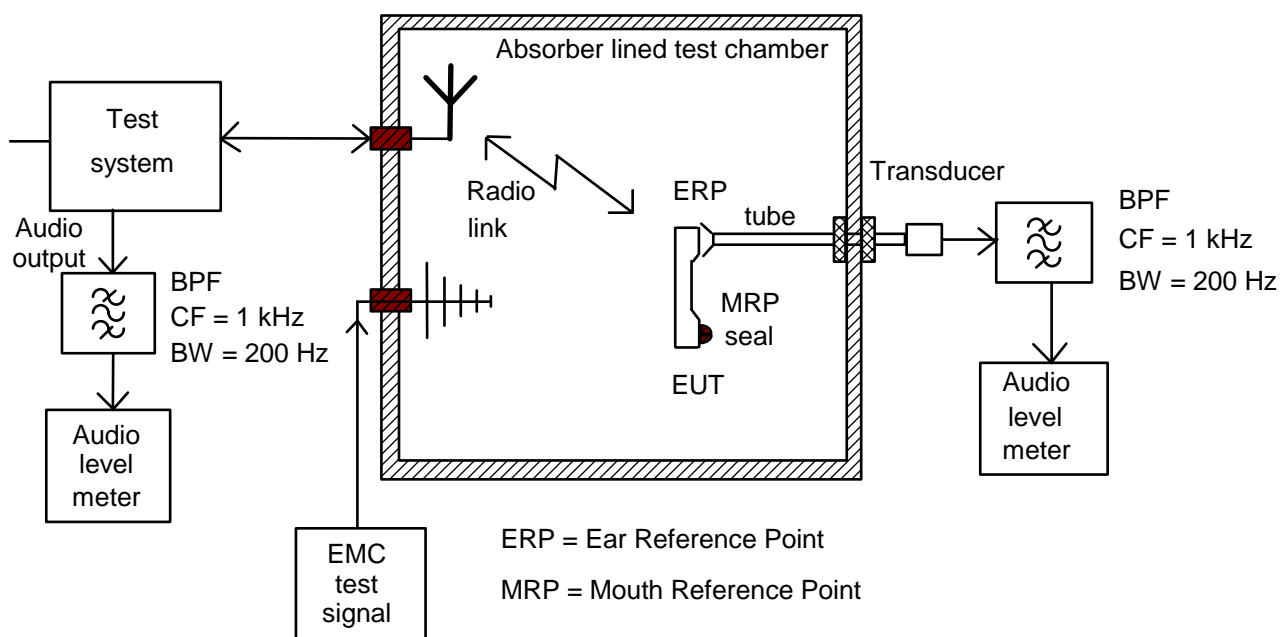 Absorber lined test chamber
Test
system
Audio
output
BPF
CF = 1 kHz
BW = 200 Hz
Audio
level
meter
EMC
test
signal
Radio
link
ERP
tube
MRP
seal
EUT
Transducer
BPF
CF = 1 kHz
BW = 200 Hz
Audio
level
meter
ERP = Ear Reference Point
MRP = Mouth Reference Point